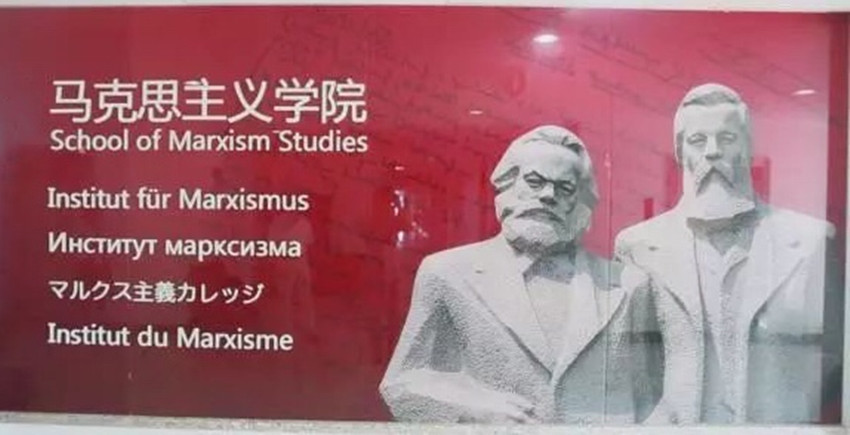 马克思主义学院
School of Marxism Studies
Institut für Marxismus
Институт марксизма
マルクス主義カレッジ
Institut du Marxisme